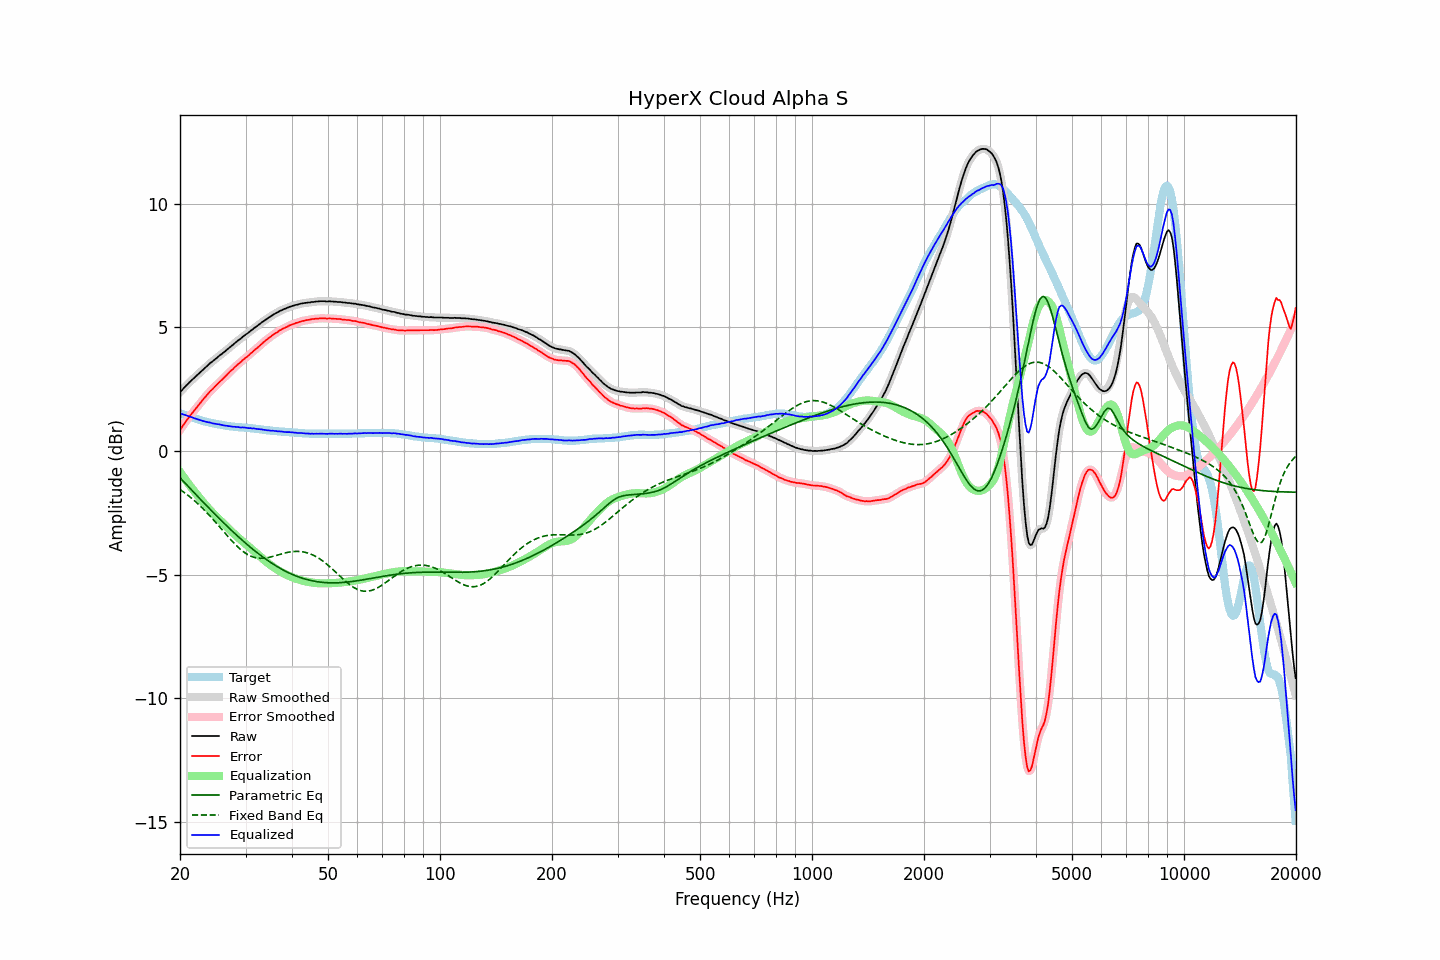 HyperX Cloud Alpha S
Amplitude (dBr)
10
5
0
−5
−10
−15
Target
Raw Smoothed
Error Smoothed
Raw
Error
Equalization
Parametric Eq
Fixed Band Eq
Equalized
20 50 100 200 500 1000 2000 5000 10000 20000
Frequency (Hz)